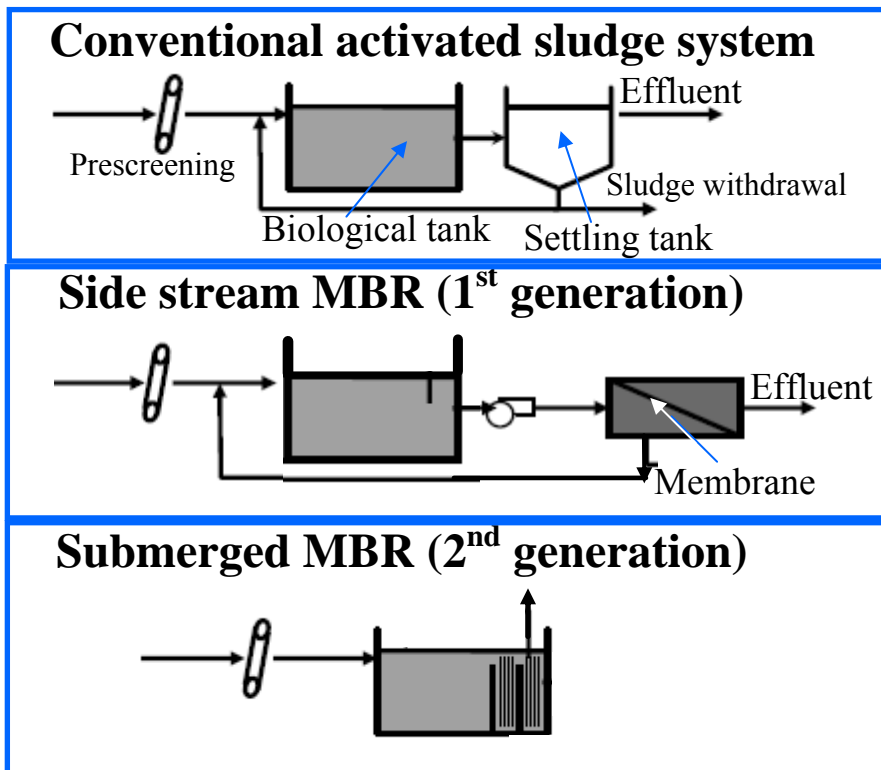 Conventional activated sludge system
Effluent
Prescreening
Sludge withdrawal
Biological tank
Settling tank
Side stream MBR (1st generation)
Effluent
Membrane
Submerged MBR (2nd generation)